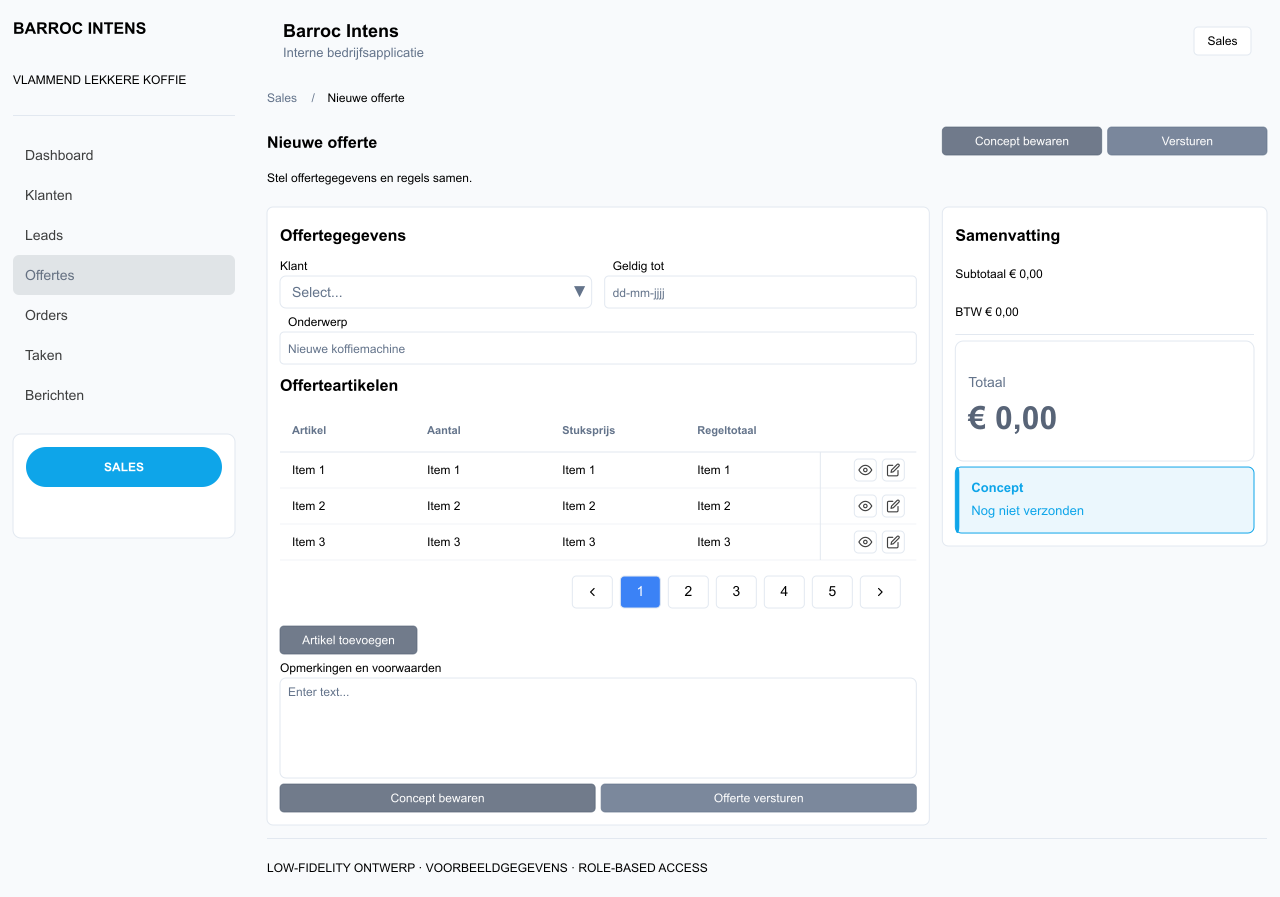 BARROC INTENS
VLAMMEND LEKKERE KOFFIE
Dashboard
Klanten
Leads
Offertes
Orders
Taken
Berichten
SALES
Barroc Intens
Interne bedrijfsapplicatie
Sales
Sales / Nieuwe offerte
Nieuwe offerte
Concept bewaren Versturen
Stel offertegegevens en regels samen.
Offertegegevens
Klant Geldig tot
Select... dd-mm-jjjj
Onderwerp
Nieuwe koffiemachine
Offerteartikelen
Artikel Aantal Stuksprijs Regeltotaal
Item 1 Item 1 Item 1 Item 1
Item 2 Item 2 Item 2 Item 2
Item 3 Item 3 Item 3 Item 3
1 2 3 4 5
Artikel toevoegen
Opmerkingen en voorwaarden
Enter text...
Concept bewaren Offerte versturen
Samenvatting
Subtotaal € 0,00
BTW € 0,00
Totaal
€ 0,00
Concept
Nog niet verzonden
LOW-FIDELITY ONTWERP · VOORBEELDGEGEVENS · ROLE-BASED ACCESS